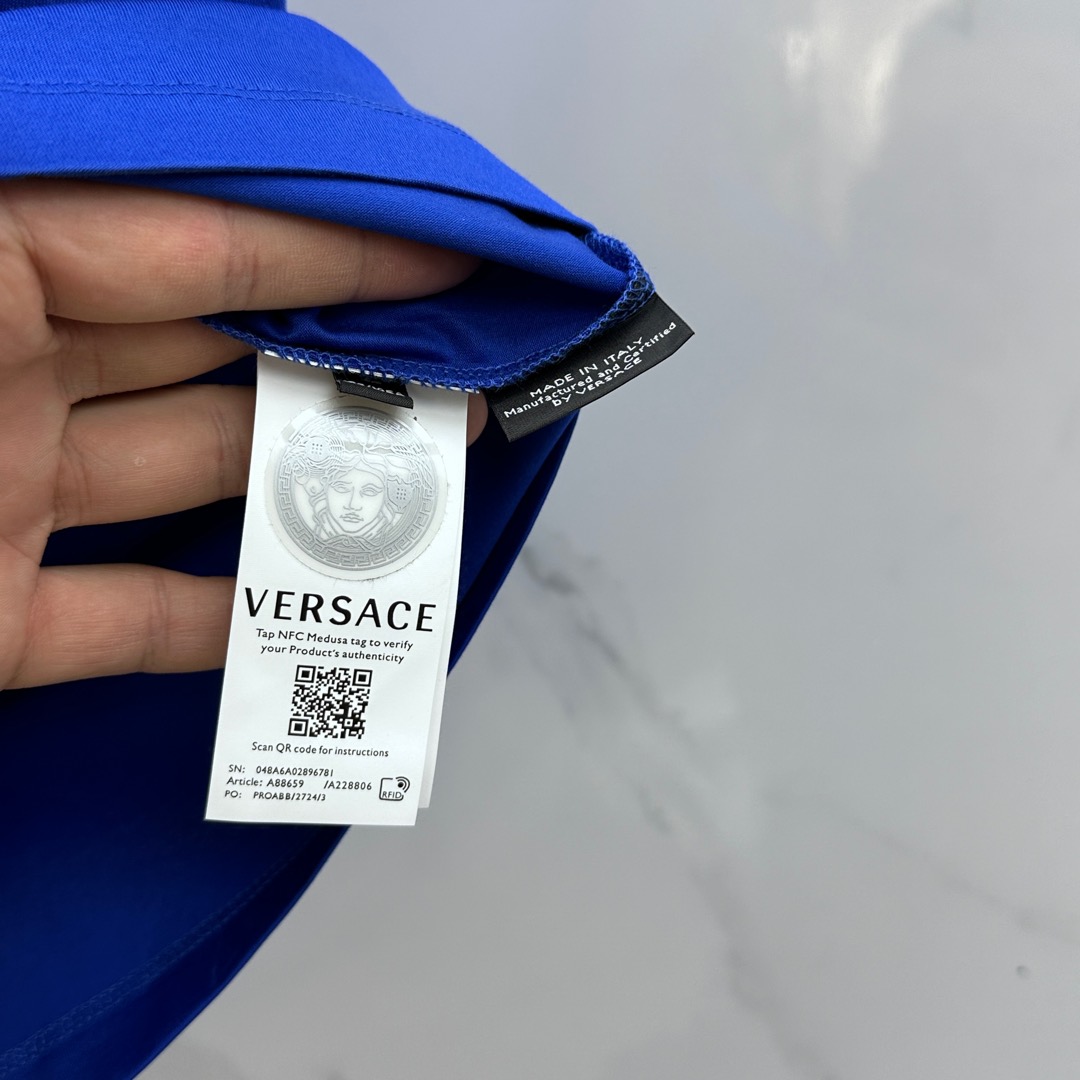 MADE IN ITALY
Manufactured and Certified
by VERSACE
VERSACE
Tap NFC Medusa tag to verify
your Product's authenticity
Scan QR code for instructions
SN: 048A6A02896781
Article: A88659 /A228806
PO: PROABB/2724/3
RFID